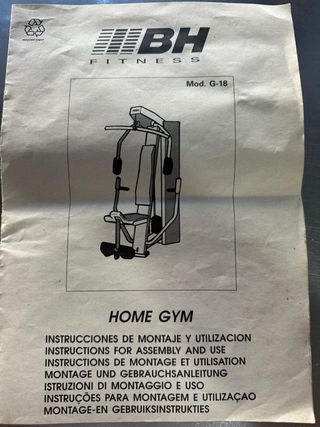 BH
FITNESS
Mod. G-18
HOME GYM
INSTRUCCIONES DE MONTAJE Y UTILIZACION
INSTRUCTIONS FOR ASSEMBLY AND USE
INSTRUCTIONS DE MONTAGE ET UTILISATION
MONTAGE UND GEBRAUCHSANLEITUNG
ISTRUZIONI DI MONTAGGIO E USO
INSTRUÇÕES PARA MONTAGEM E UTILIZAÇAO
MONTAGE-EN GEBRUIKSINSTRUKTIES